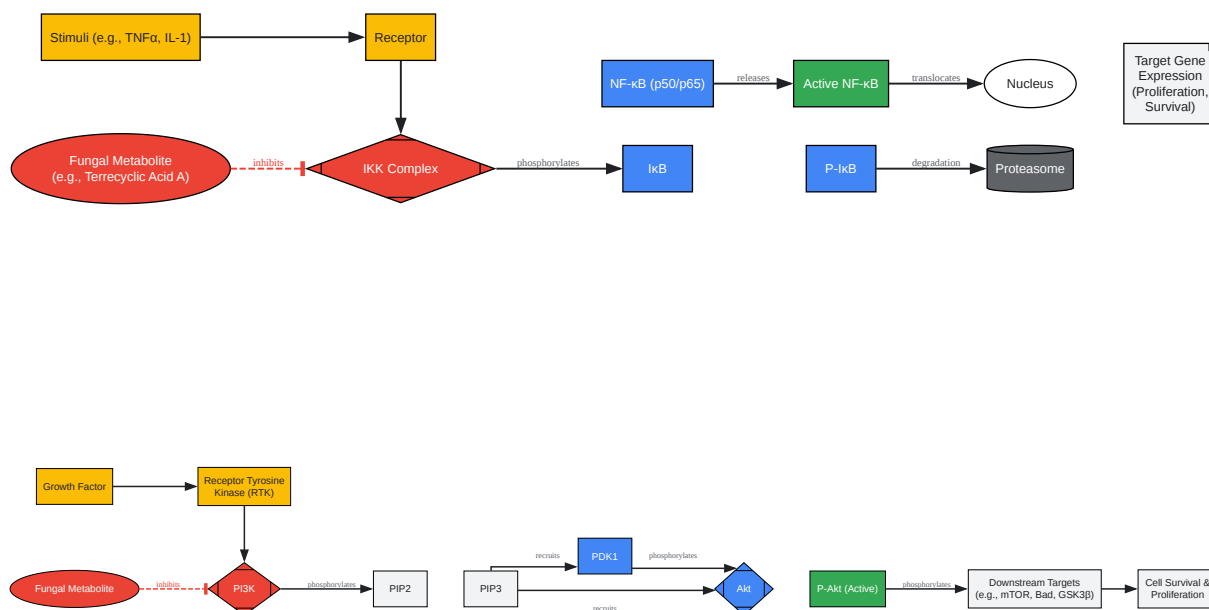 Stimuli (e.g., TNFα, IL-1)
Receptor
NF-κB (p50/p65)
releases
Active NF-κB
translocates
Nucleus
Target Gene
Expression
(Proliferation,
Survival)
Fungal Metabolite
(e.g., Terrecyclic Acid A)
inhibits
IKK Complex
phosphorylates
IκB
P-IκB
degradation
Proteasome
Growth Factor
Receptor Tyrosine
Kinase (RTK)
Fungal Metabolite
inhibits
PI3K
phosphorylates
PIP2
PIP3
recruits
PDK1
phosphorylates
recruits
Akt
P-Akt (Active)
phosphorylates
Downstream Targets
(e.g., mTOR, Bad, GSK3β)
Cell Survival &
Proliferation